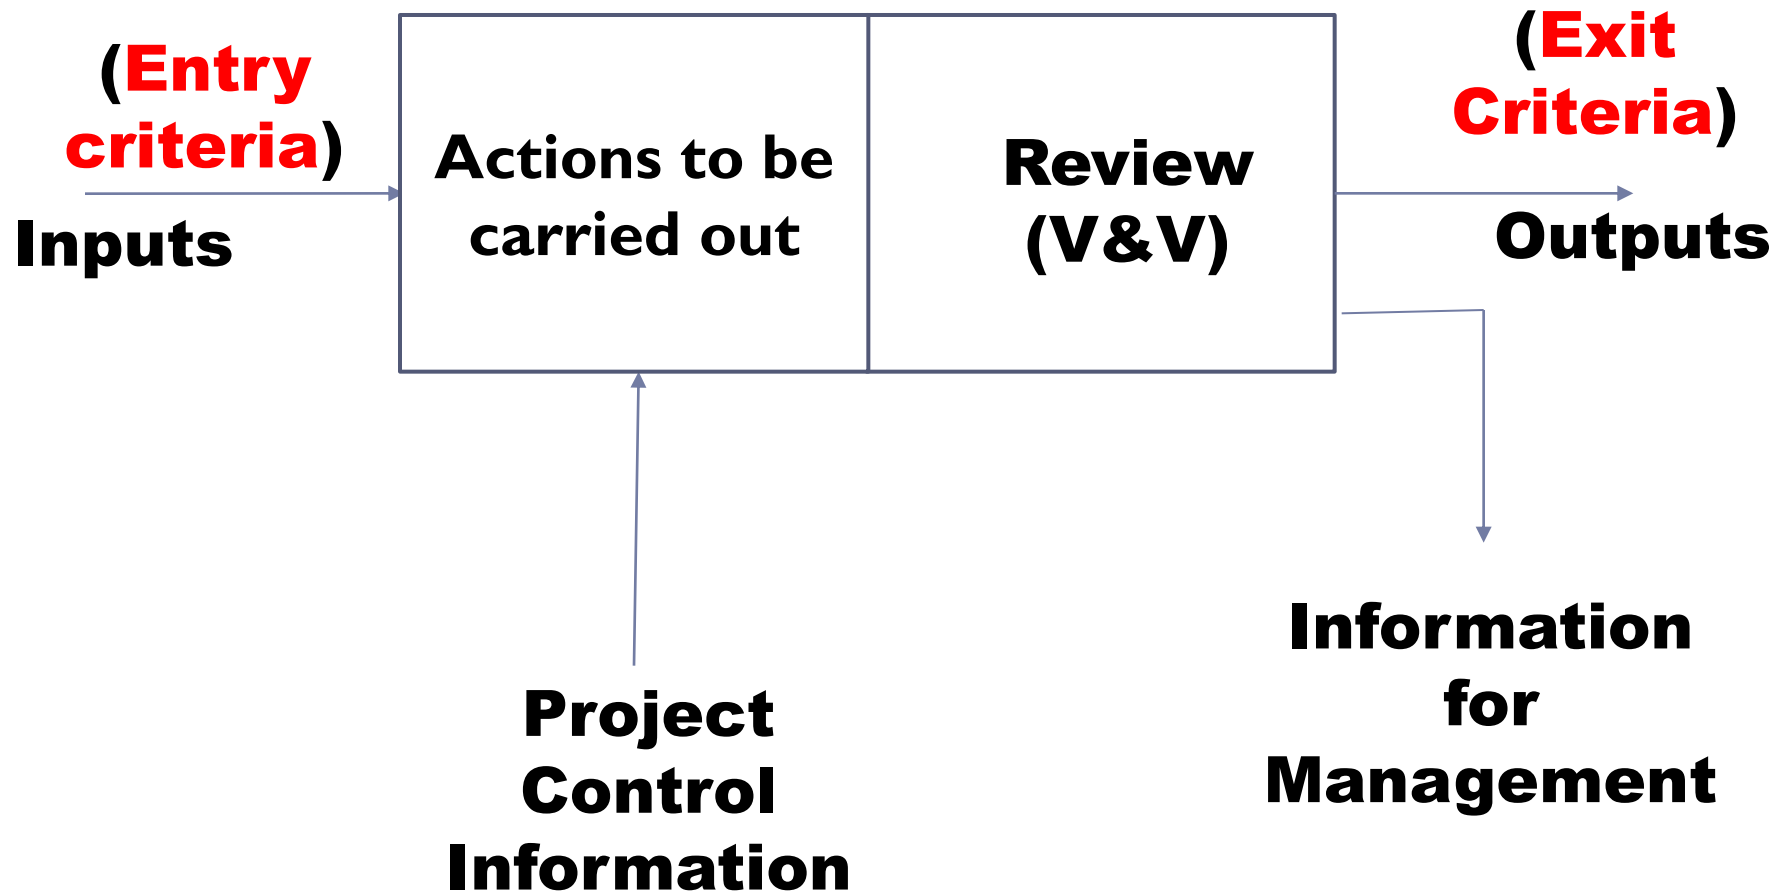 (Entry
criteria)
Inputs
Actions to be
carried out
Review
(V&V)
(Exit
Criteria)
Outputs
Project
Control
Information
Information
for
Management